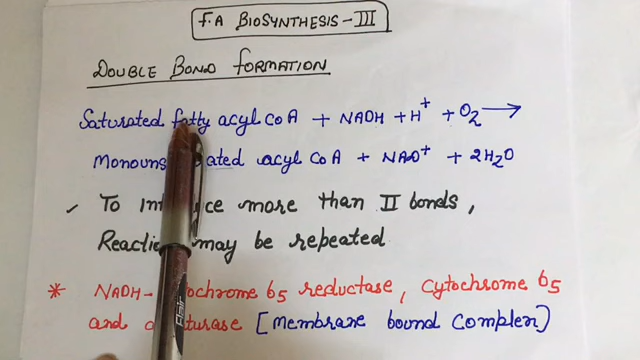 F.A BIOSYNTHESIS-III
DOUBLE BOND FORMATION
Saturated fatty acyl CoA + NADH + H+ + O2 →
acyl CoA + NAD+ + 2H2O
✓ To more than II bonds,
may be repeated
* NADH- b5 reductase, cytochrome b5
and [Membrane bound Complex)
Flair